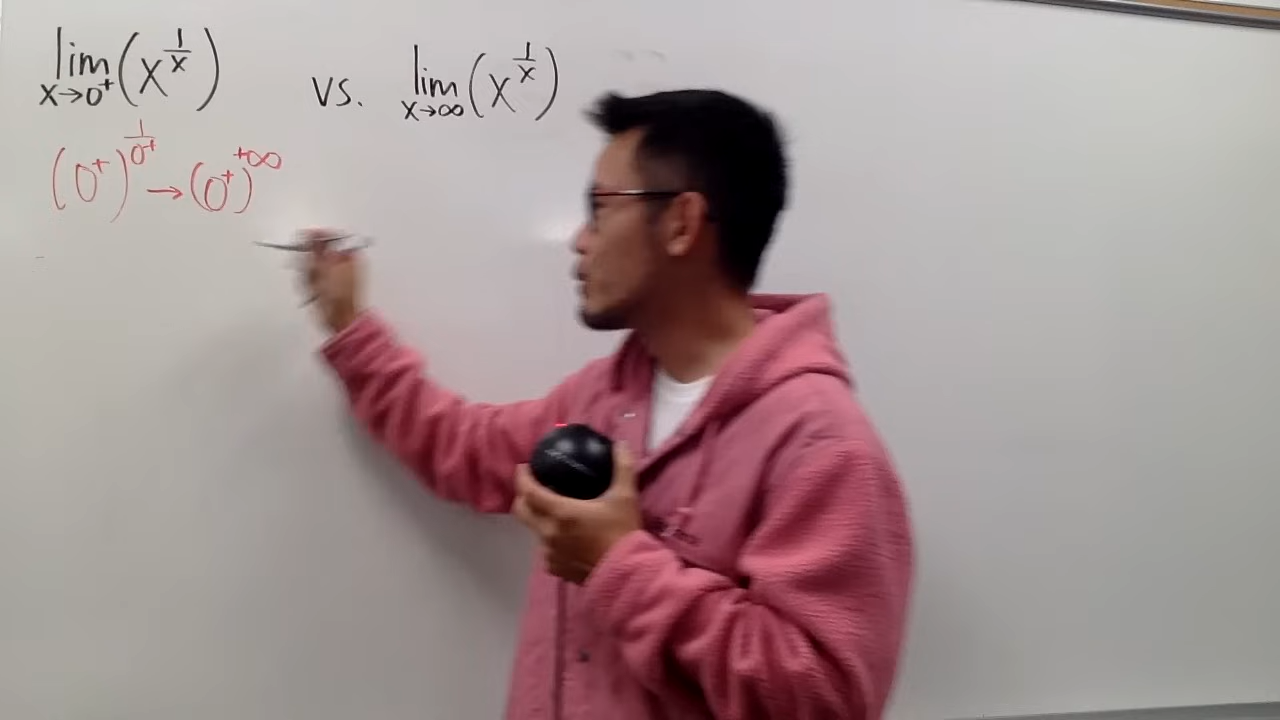 lim x→0⁺ (x^(1/x)) vs. lim x→∞ (x^(1/x))
(0⁺)^(1/0⁺) → (0⁺)^(+∞)